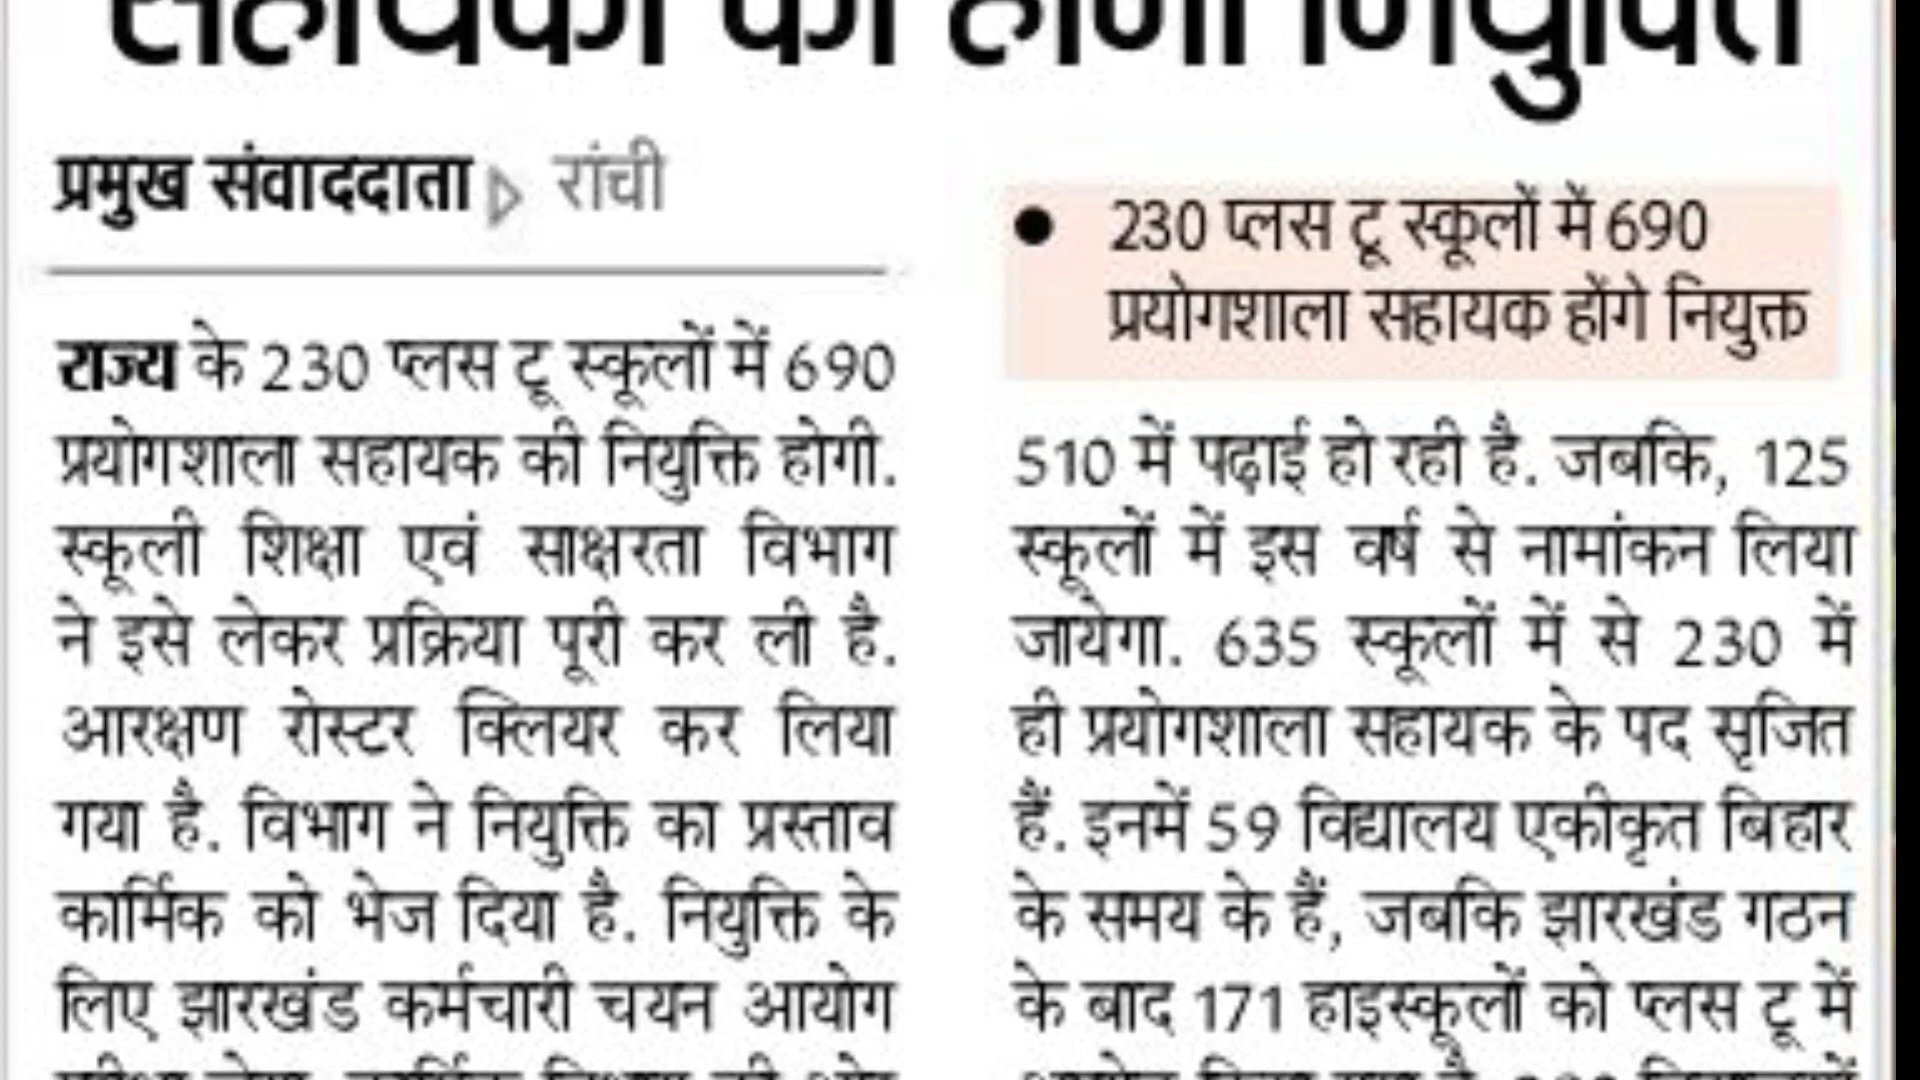 सहायकों की होगी नियुक्ति
प्रमुख संवाददाता ▷ रांची
राज्य के 230 प्लस टू स्कूलों में 690
प्रयोगशाला सहायक की नियुक्ति होगी.
स्कूली शिक्षा एवं साक्षरता विभाग
ने इसे लेकर प्रक्रिया पूरी कर ली है.
आरक्षण रोस्टर क्लियर कर लिया
गया है. विभाग ने नियुक्ति का प्रस्ताव
कार्मिक को भेज दिया है. नियुक्ति के
लिए झारखंड कर्मचारी चयन आयोग
● 230 प्लस टू स्कूलों में 690
प्रयोगशाला सहायक होंगे नियुक्त
510 में पढ़ाई हो रही है. जबकि, 125
स्कूलों में इस वर्ष से नामांकन लिया
जायेगा. 635 स्कूलों में से 230 में
ही प्रयोगशाला सहायक के पद सृजित
हैं. इनमें 59 विद्यालय एकीकृत बिहार
के समय के हैं, जबकि झारखंड गठन
के बाद 171 हाइस्कूलों को प्लस टू में